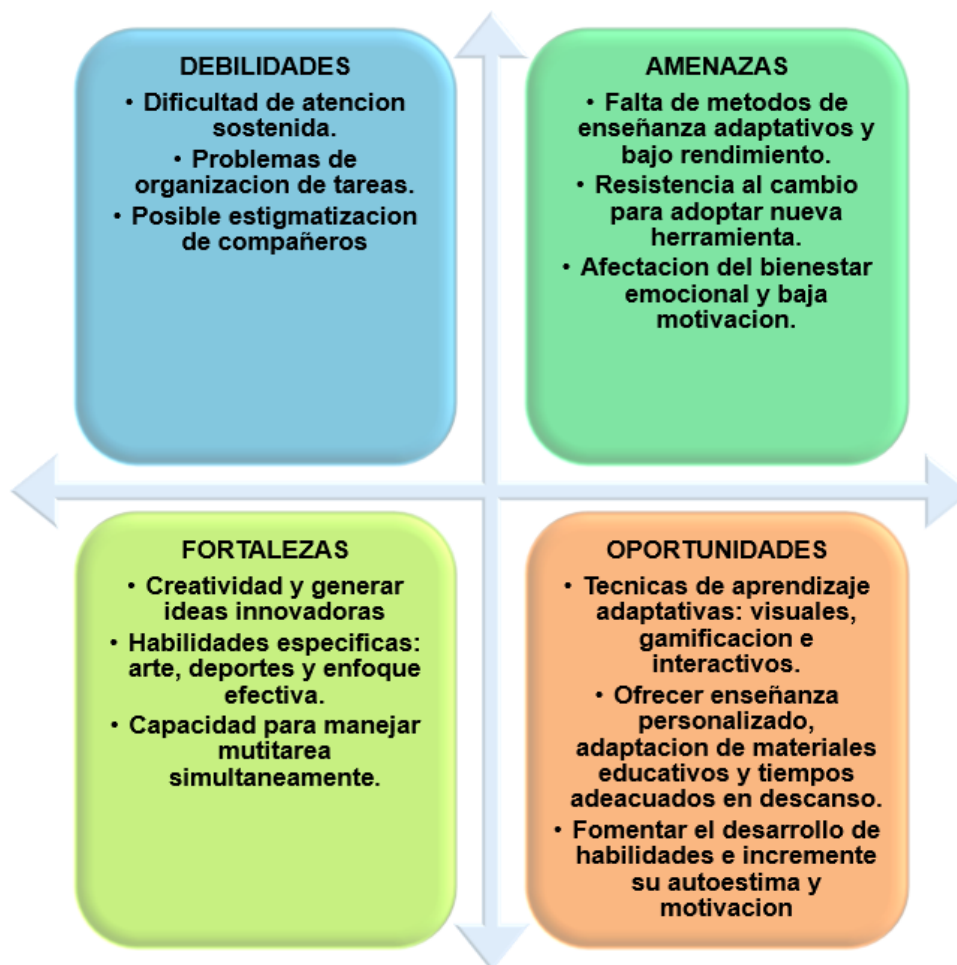 DEBILIDADES
• Dificultad de atencion
sostenida.
• Problemas de
organizacion de tareas.
• Posible estigmatizacion
de compañeros
AMENAZAS
• Falta de metodos de
enseñanza adaptativos y
bajo rendimiento.
• Resistencia al cambio
para adoptar nueva
herramienta.
• Afectacion del bienestar
emocional y baja
motivacion.
FORTALEZAS
• Creatividad y generar
ideas innovadoras
• Habilidades especificas:
arte, deportes y enfoque
efectiva.
• Capacidad para manejar
mutitarea
simultaneamente.
OPORTUNIDADES
• Tecnicas de aprendizaje
adaptativas: visuales,
gamificacion e
interactivos.
• Ofrecer enseñanza
personalizado,
adaptacion de materiales
educativos y tiempos
adeacuados en descanso.
• Fomentar el desarrollo de
habilidades e incremente
su autoestima y
motivacion